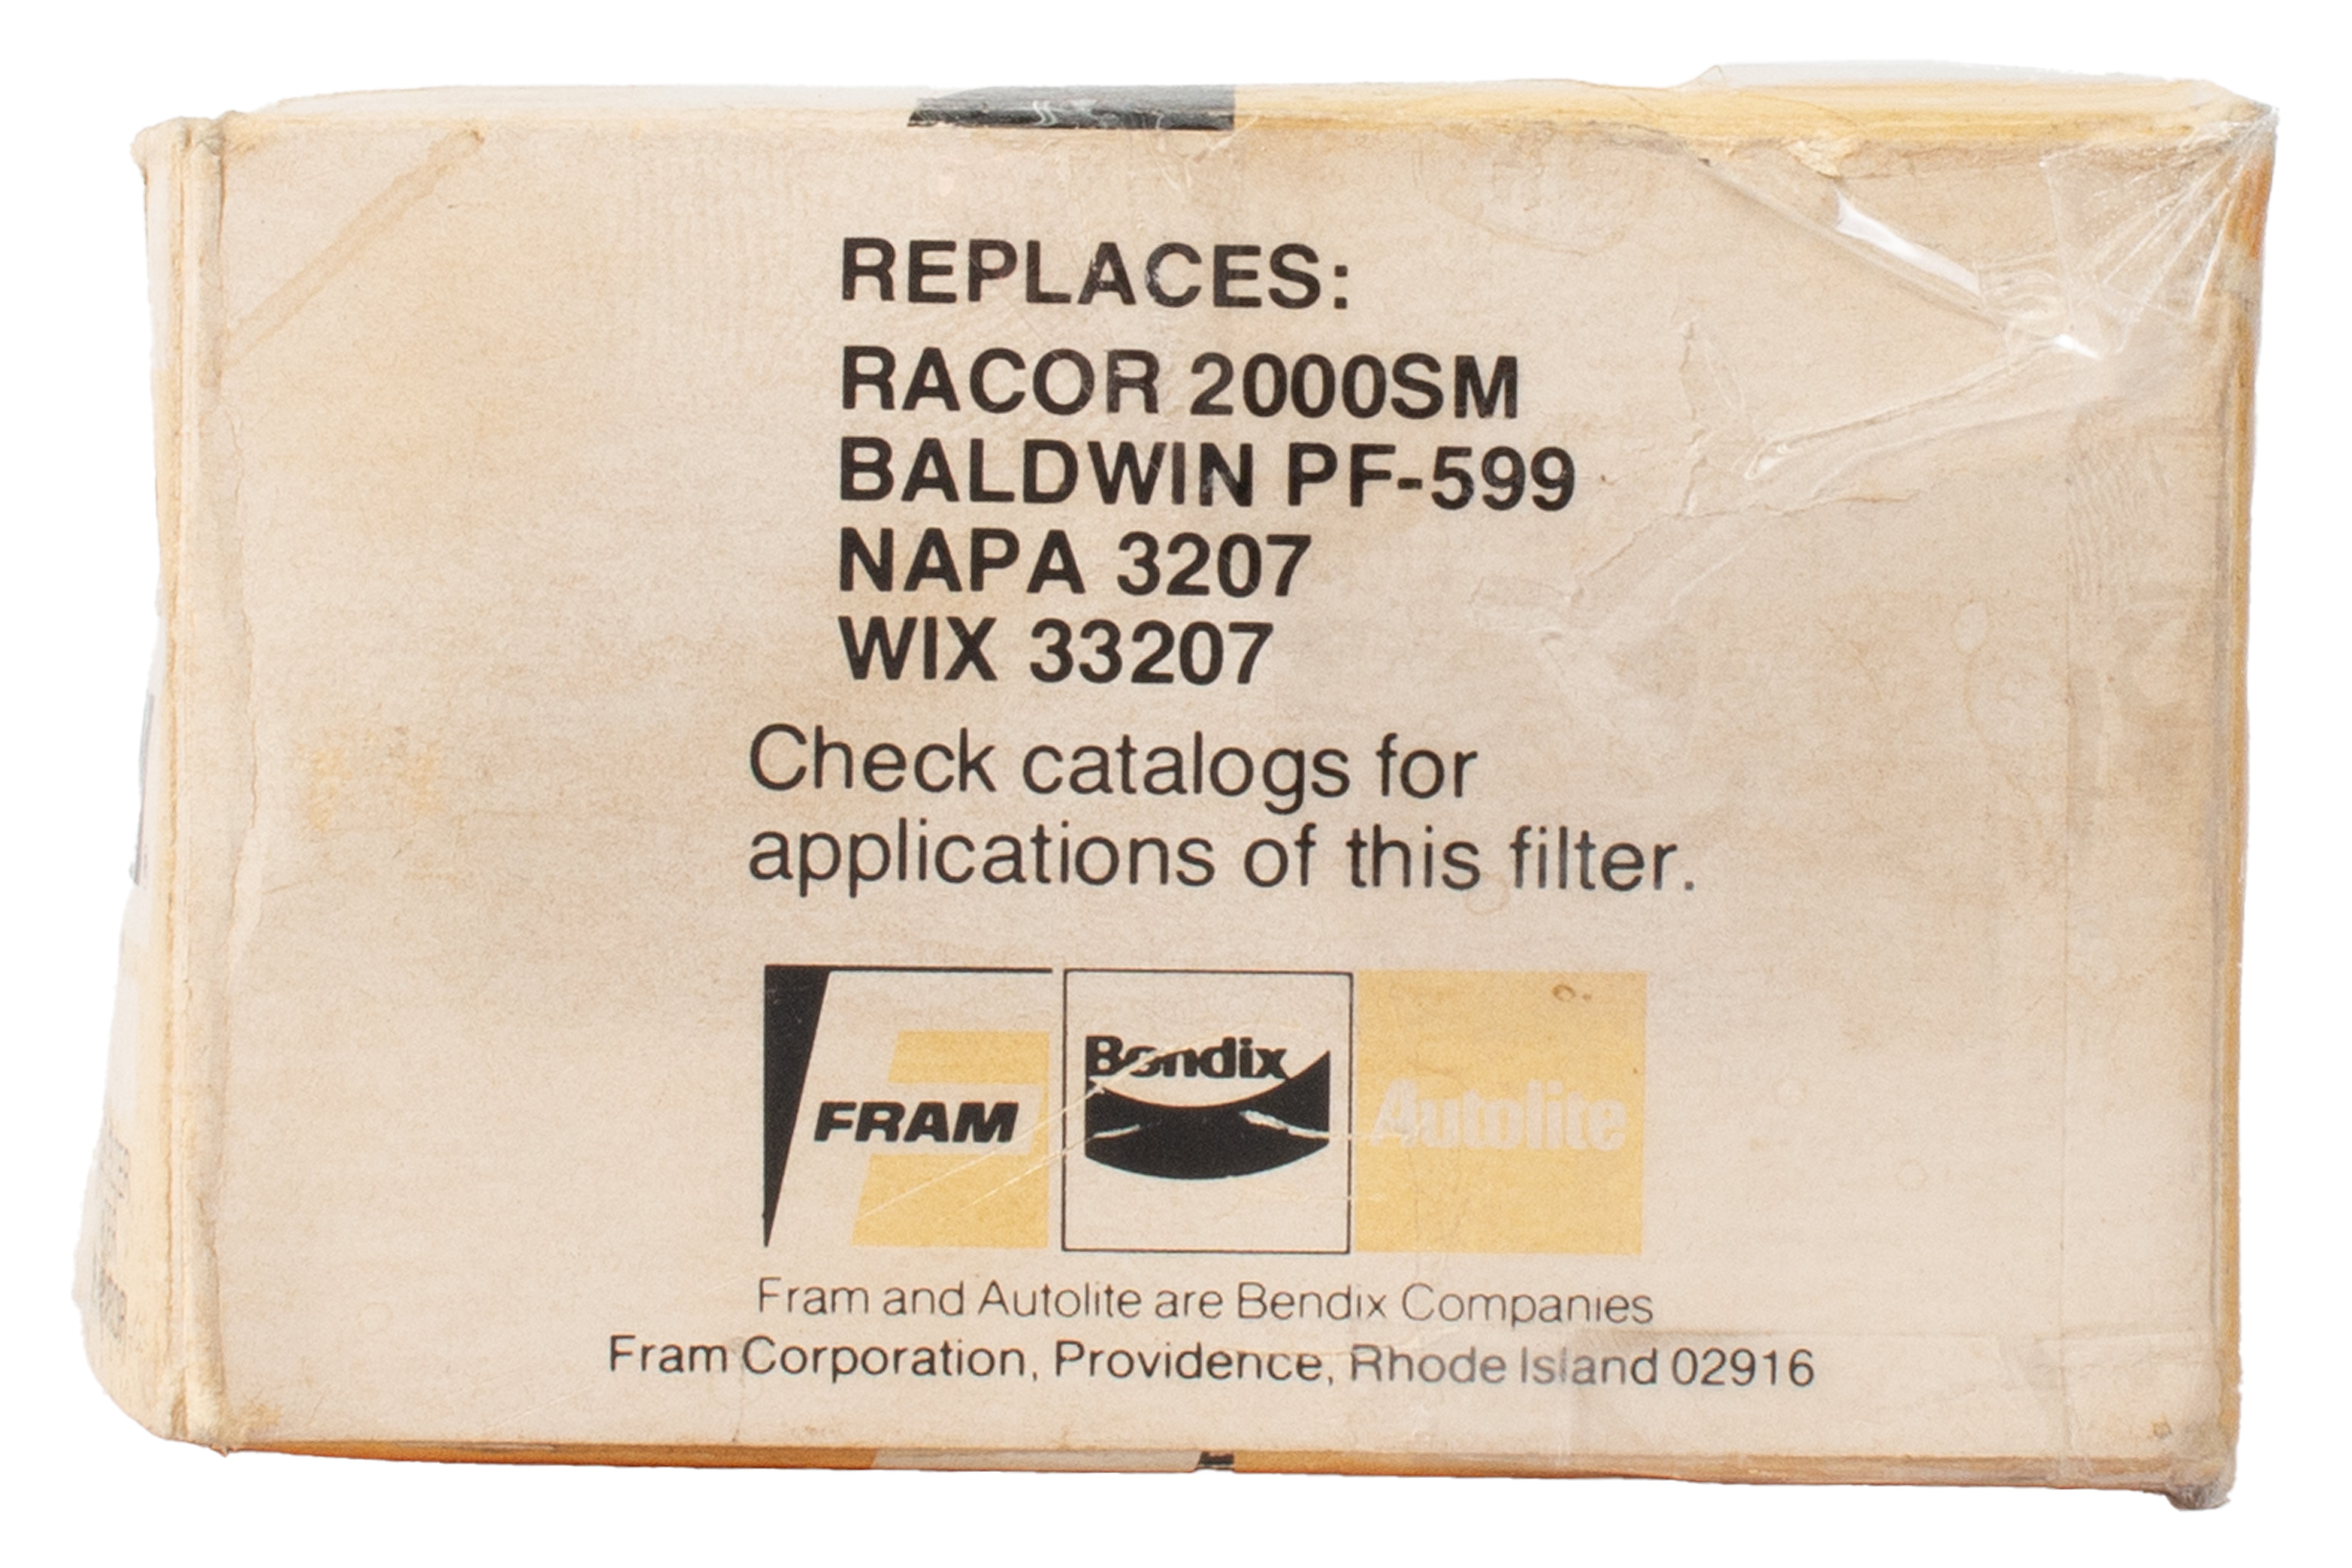 REPLACES:
RACOR 2000SM
BALDWIN PF-599
NAPA 3207
WIX 33207
Check catalogs for
applications of this filter.
FRAM
Bendix
Autolite
Fram and Autolite are Bendix Companies
Fram Corporation, Providence, Rhode Island 02916